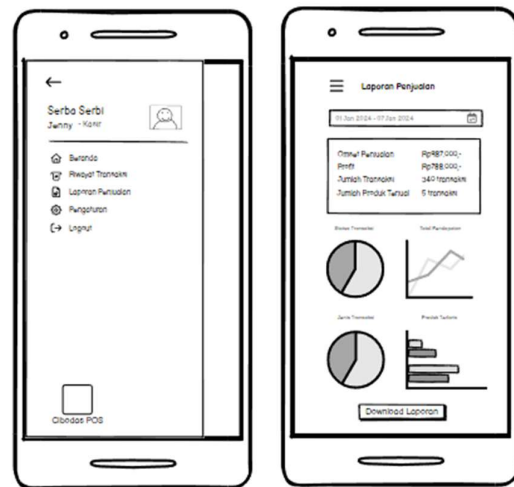 Serba Serbi
Jenny - Kasir
Beranda
Riwayat Transaksi
Laporan Penjualan
Pengaturan
Logout
Cibodas POS
Laporan Penjualan
01 Jan 2024 - 07 Jan 2024
Omset Penjualan Rp987.000,-
Profit Rp788.000,-
Jumlah Transaksi 340 transaksi
Jumlah Produk Terjual 5 transaksi
Status Transaksi Total Pendapatan
Jenis Transaksi Produk Terlaris
Download Laporan